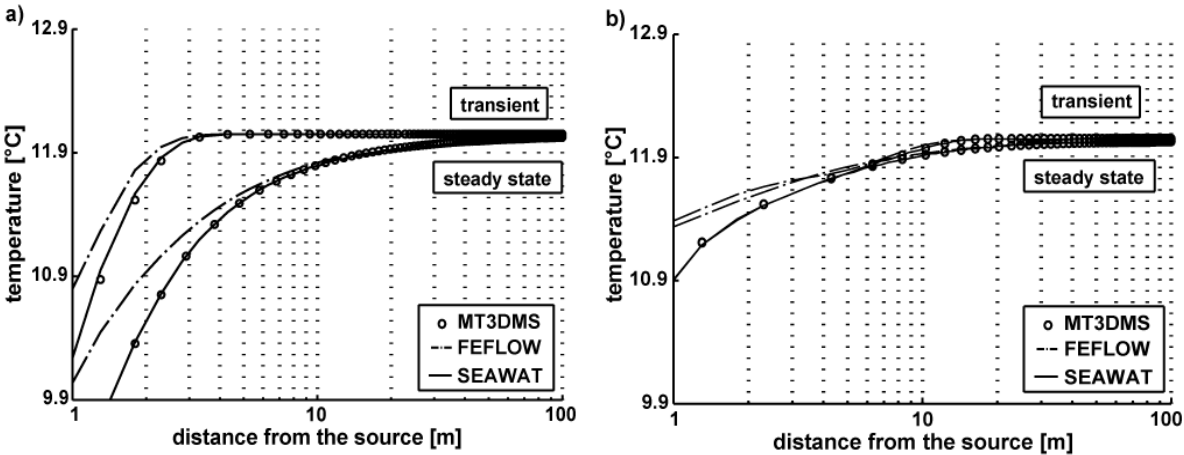 a)
12.9
11.9
10.9
9.9
temperature [°C]
transient
steady state
MT3DMS
FEFLOW
SEAWAT
1
10
100
distance from the source [m]
b)
12.9
11.9
10.9
9.9
temperature [°C]
transient
steady state
MT3DMS
FEFLOW
SEAWAT
1
10
100
distance from the source [m]